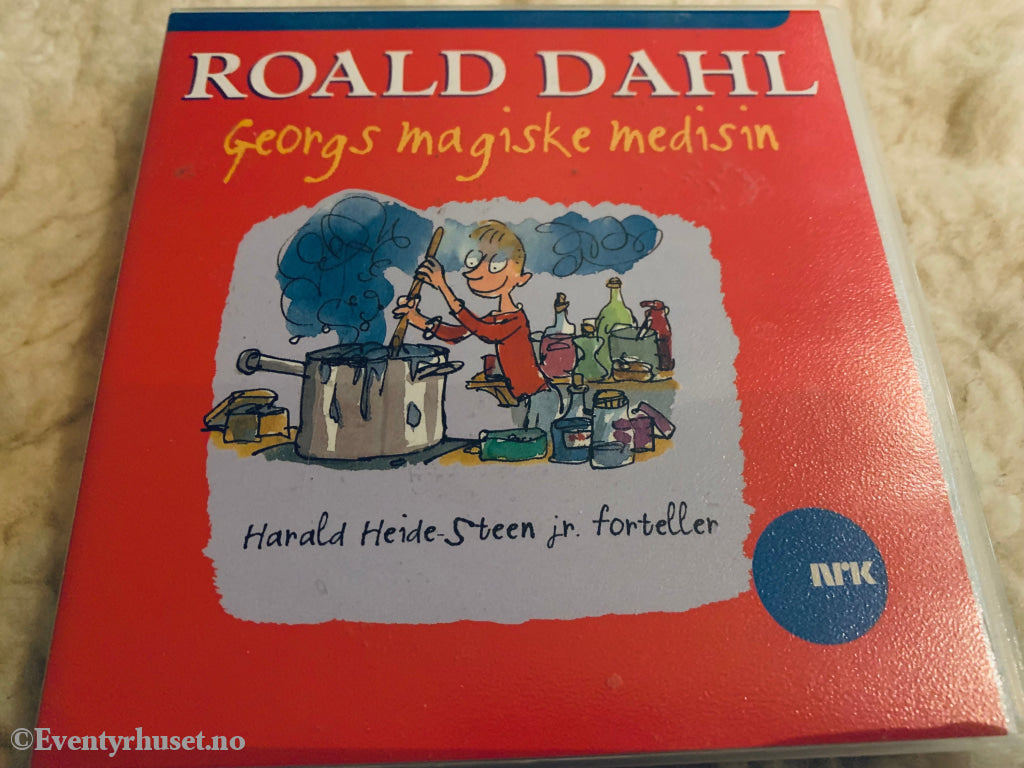 ROALD DAHL
Georgs magiske medisin
Harald Heide-Steen jr. forteller
NRK
©Eventyrhuset.no